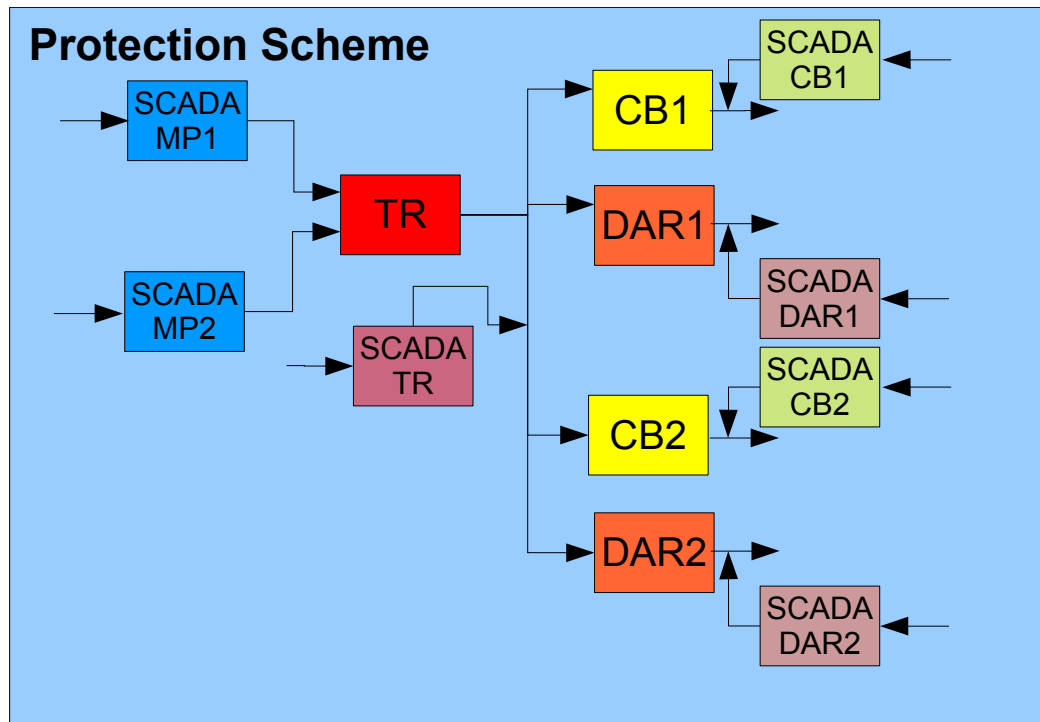 Protection Scheme
SCADA
MP1
SCADA
MP2
TR
SCADA
TR
CB1
SCADA
CB1
DAR1
SCADA
DAR1
CB2
SCADA
CB2
DAR2
SCADA
DAR2